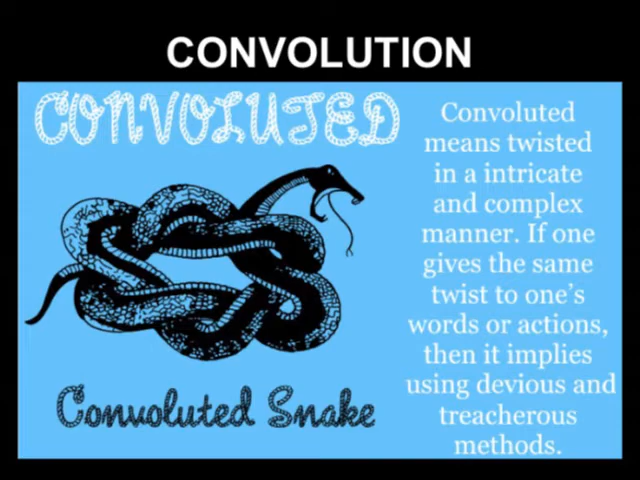 CONVOLUTION
CONVOLUTED
Convoluted
means twisted
in a intricate
and complex
manner. If one
gives the same
twist to one's
words or actions,
then it implies
using devious and
treacherous
methods.
Convoluted Snake